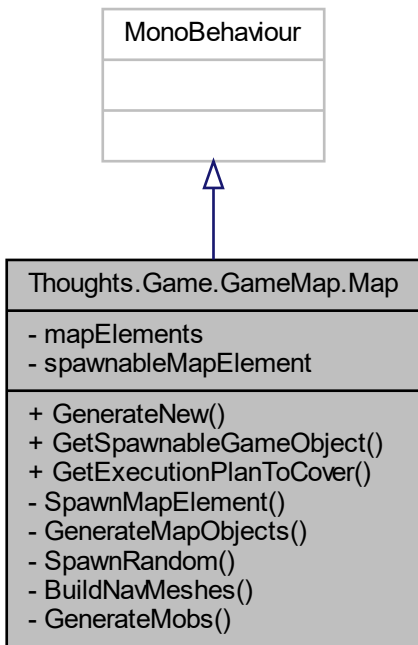 MonoBehaviour
Thoughts.Game.GameMap.Map
- mapElements
- spawnableMapElement
+ GenerateNew()
+ GetSpawnableGameObject()
+ GetExecutionPlanToCover()
- SpawnMapElement()
- GenerateMapObjects()
- SpawnRandom()
- BuildNavMeshes()
- GenerateMobs()